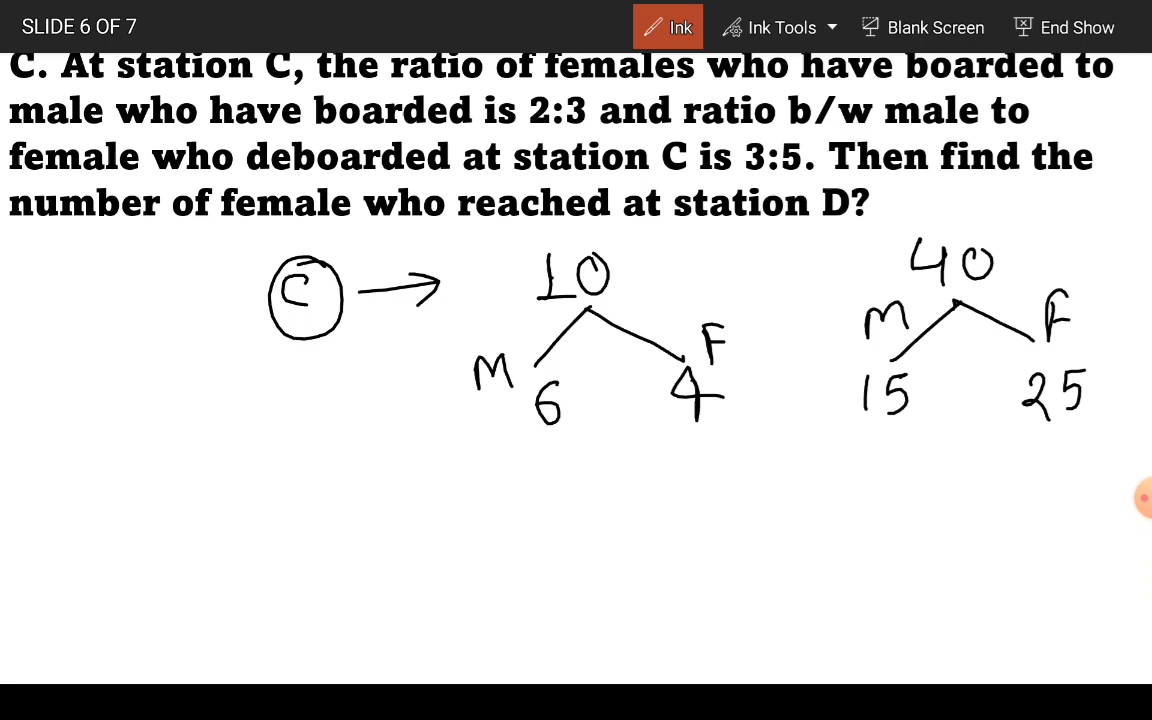 SLIDE 6 OF 7
Ink
Ink Tools
Blank Screen
End Show
C. At station C, the ratio of females who have boarded to
male who have boarded is 2:3 and ratio b/w male to
female who deboarded at station C is 3:5. Then find the
number of female who reached at station D?
C → 10 40
M F M F
6 4 15 25